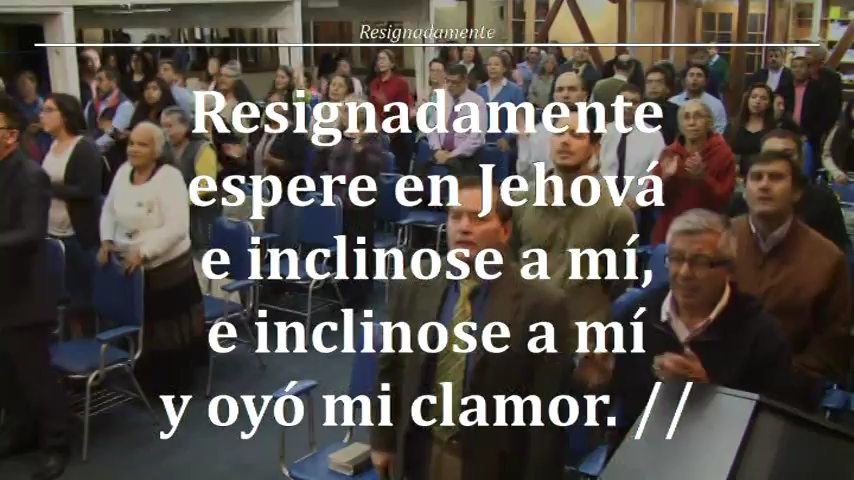 Resignadamente
Resignadamente
espere en Jehová
e inclinose a mí,
e inclinose a mí
y oyó mi clamor. //